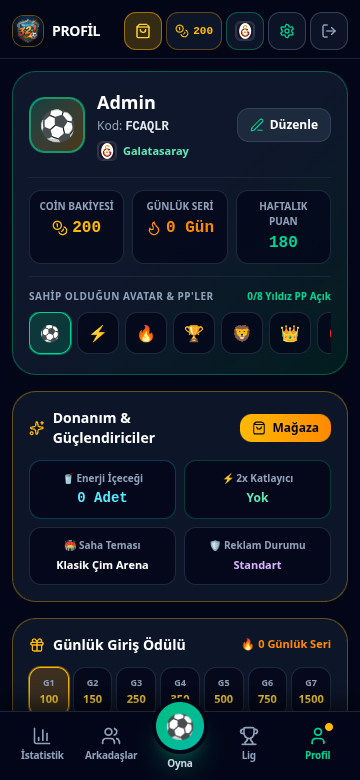 PROFİL
200
Admin
Kod: FCAQLR
Düzenle
Galatasaray
COİN BAKİYESİ
200
GÜNLÜK SERİ
0 Gün
HAFTALIK PUAN
180
SAHİP OLDUĞUN AVATAR & PP'LER
0/8 Yıldız PP Açık
Donanım & Güçlendiriciler
Mağaza
Enerji İçeceği
0 Adet
2x Katlayıcı
Yok
Saha Teması
Klasik Çim Arena
Reklam Durumu
Standart
Günlük Giriş Ödülü
0 Günlük Seri
G1
100
G2
150
G3
250
G4
350
G5
500
G6
750
G7
1500
İstatistik
Arkadaşlar
Oyna
Lig
Profil